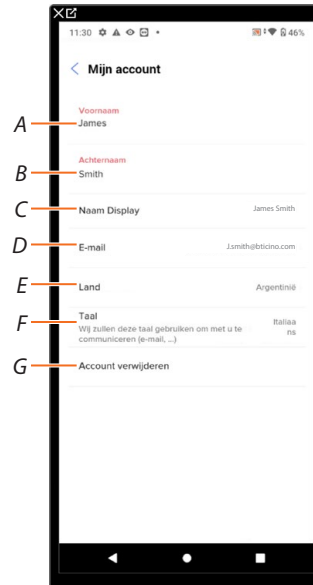 11:30
46%
Mijn account
Voornaam
A
James
Achternaam
B
Smith
C
Naam Display
James Smith
D
E-mail
J.smith@bticino.com
E
Land
Argentinië
F
Taal
Italiaa
ns
Wij zullen deze taal gebruiken om met u te
communiceren (e-mail, ...)
G
Account verwijderen